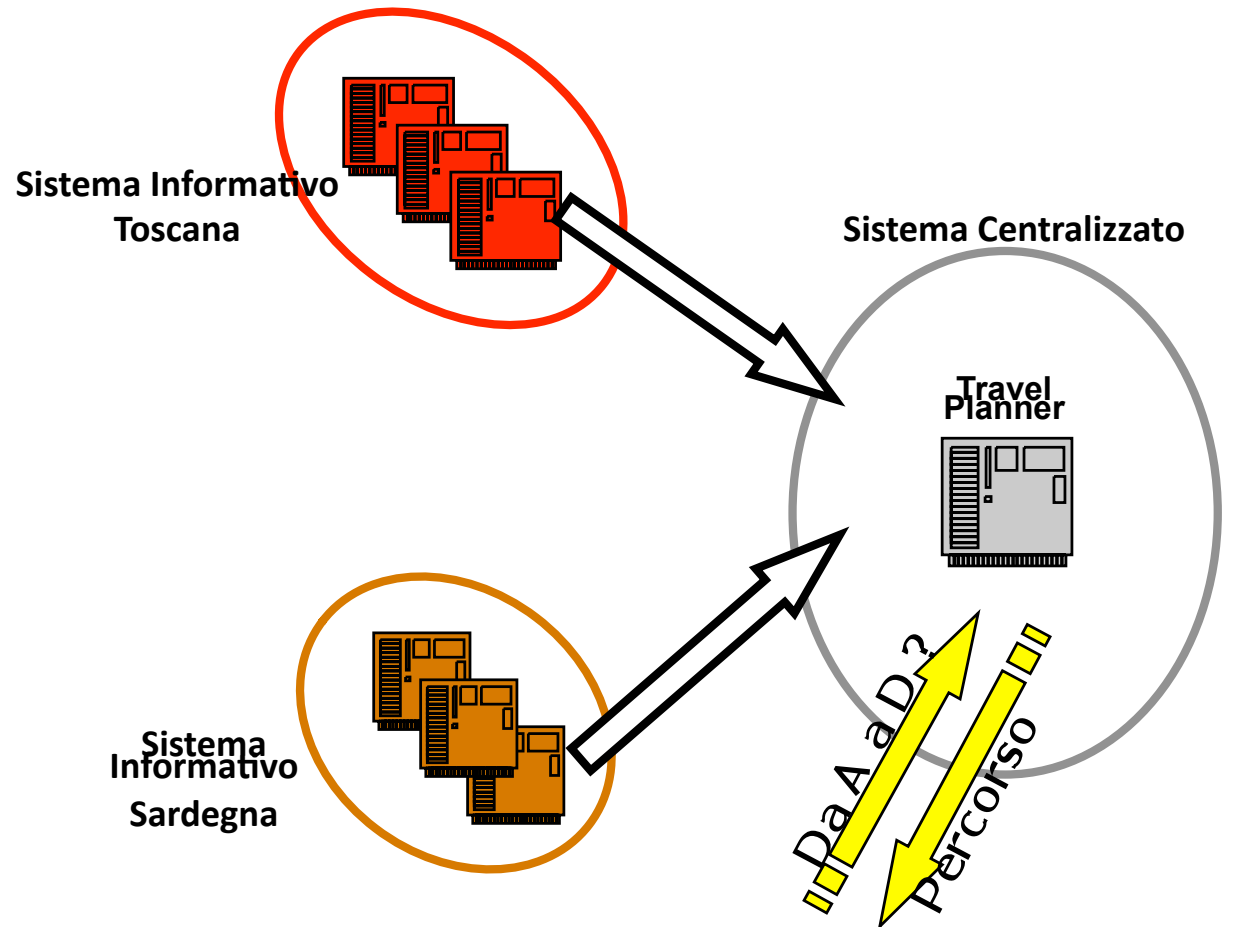 Sistema Informativo
Toscana
Sistema Centralizzato
Travel
Planner
Sistema
Informativo
Sardegna
Da A a D ?
Percorso